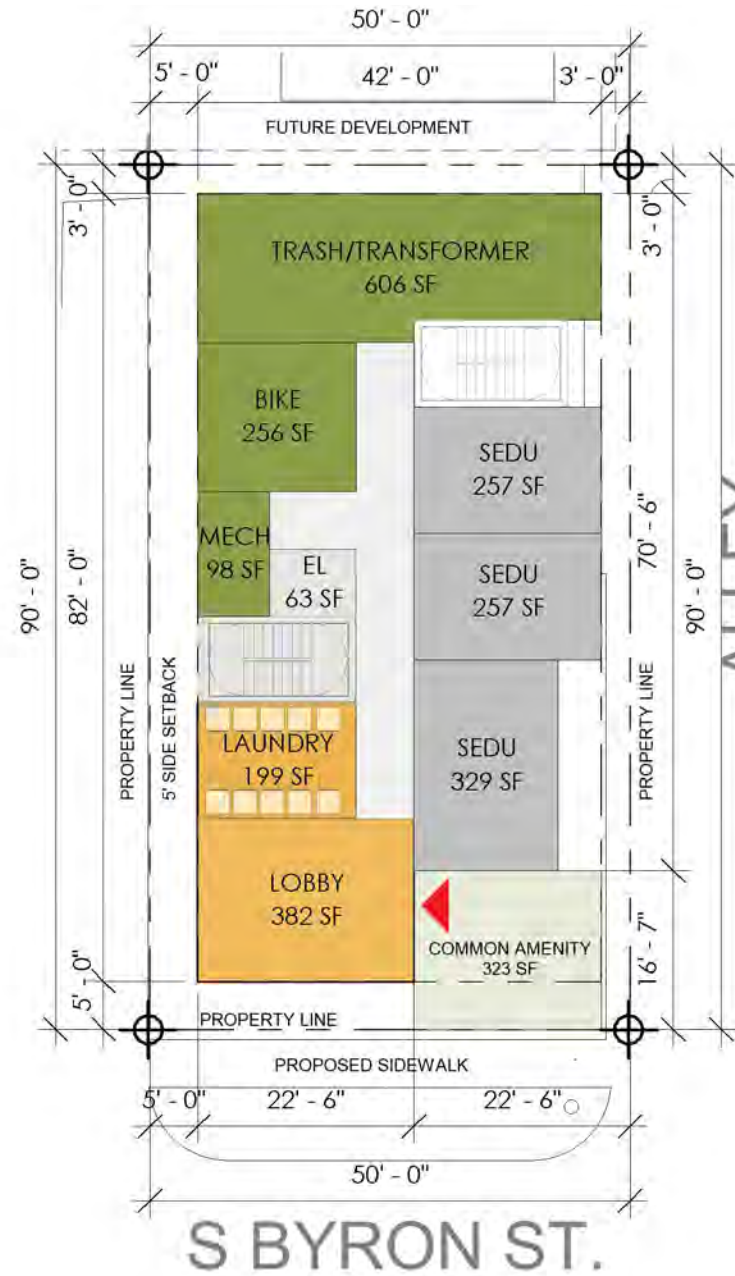 50' - 0"
5' - 0"
42' - 0"
3' - 0"
FUTURE DEVELOPMENT
3' - 0"
3' - 0"
TRASH/TRANSFORMER
606 SF
BIKE
256 SF
SEDU
257 SF
MECH
98 SF
EL
63 SF
SEDU
257 SF
70' - 6"
90' - 0"
82' - 0"
90' - 0"
ALLEY
PROPERTY LINE
5' SIDE SETBACK
PROPERTY LINE
LAUNDRY
199 SF
SEDU
329 SF
LOBBY
382 SF
COMMON AMENITY
323 SF
16' - 7"
5' - 0"
PROPERTY LINE
PROPOSED SIDEWALK
5' - 0"
22' - 6"
22' - 6"
50' - 0"
S BYRON ST.